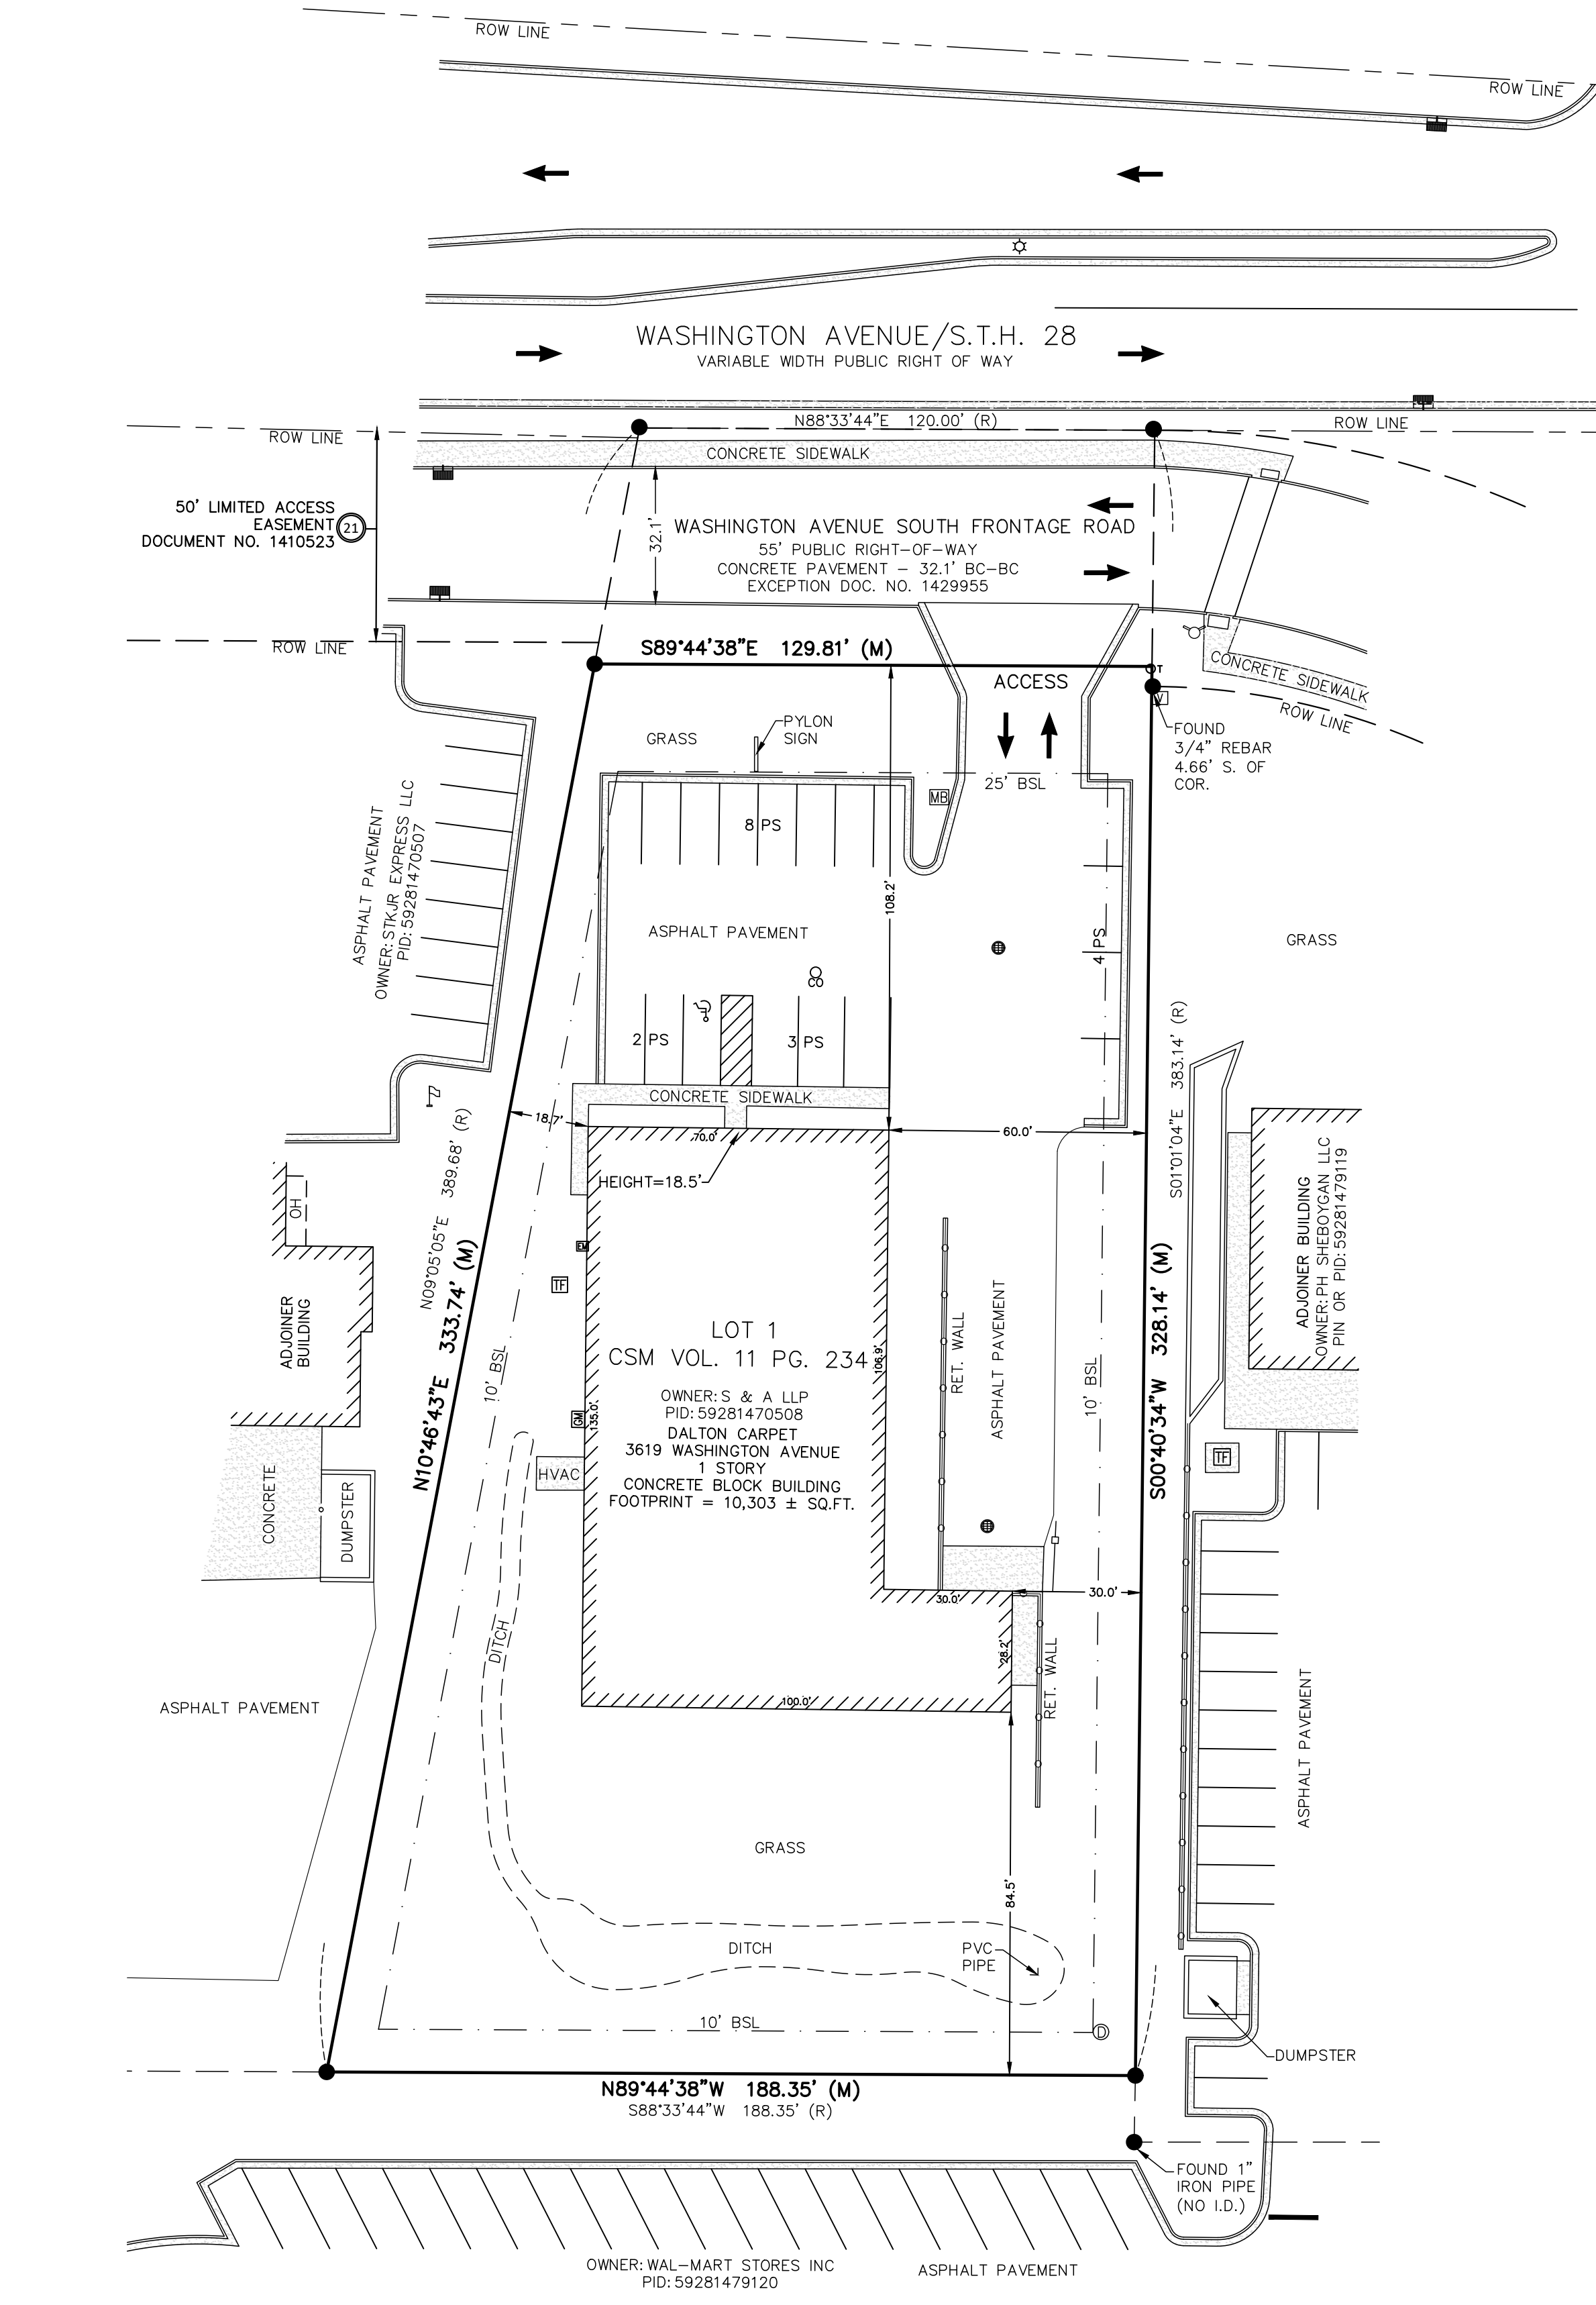 ROW LINE
ROW LINE
WASHINGTON AVENUE/S.T.H. 28
VARIABLE WIDTH PUBLIC RIGHT OF WAY
N88°33'44"E 120.00' (R)
ROW LINE
ROW LINE
CONCRETE SIDEWALK
50' LIMITED ACCESS
EASEMENT
DOCUMENT NO. 1410523
21
32.1'
WASHINGTON AVENUE SOUTH FRONTAGE ROAD
55' PUBLIC RIGHT-OF-WAY
CONCRETE PAVEMENT - 32.1' BC-BC
EXCEPTION DOC. NO. 1429955
ROW LINE
S89°44'38"E 129.81' (M)
CONCRETE SIDEWALK
ROW LINE
T
V
ACCESS
FOUND
3/4" REBAR
4.66' S. OF
COR.
GRASS
PYLON
SIGN
25' BSL
MB
8 PS
ASPHALT PAVEMENT
OWNER: STKJR EXPRESS LLC
PID: 59281470507
108.2'
ASPHALT PAVEMENT
4 PS
GRASS
CO
2 PS
3 PS
CONCRETE SIDEWALK
18.7'
70.0'
60.0'
HEIGHT=18.5'
S01°01'04"E 383.14' (R)
S00°40'34"W 328.14' (M)
N09°05'05"E 389.68' (R)
N10°46'43"E 333.74' (M)
OH
ADJOINER
BUILDING
ADJOINER BUILDING
OWNER: PH SHEBOYGAN LLC
PIN OR PID: 59281479119
EM
TF
LOT 1
CSM VOL. 11 PG. 234
106.9'
OWNER: S & A LLP
PID: 59281470508
DALTON CARPET
3619 WASHINGTON AVENUE
1 STORY
CONCRETE BLOCK BUILDING
FOOTPRINT = 10,303 ± SQ.FT.
RET. WALL
ASPHALT PAVEMENT
10' BSL
10' BSL
GM
135.0'
HVAC
TF
CONCRETE
DUMPSTER
30.0'
30.0'
DITCH
28.2'
RET. WALL
100.0'
ASPHALT PAVEMENT
ASPHALT PAVEMENT
GRASS
84.5'
DITCH
PVC
PIPE
10' BSL
D
DUMPSTER
N89°44'38"W 188.35' (M)
S88°33'44"W 188.35' (R)
FOUND 1"
IRON PIPE
(NO I.D.)
OWNER: WAL-MART STORES INC
PID: 59281479120
ASPHALT PAVEMENT